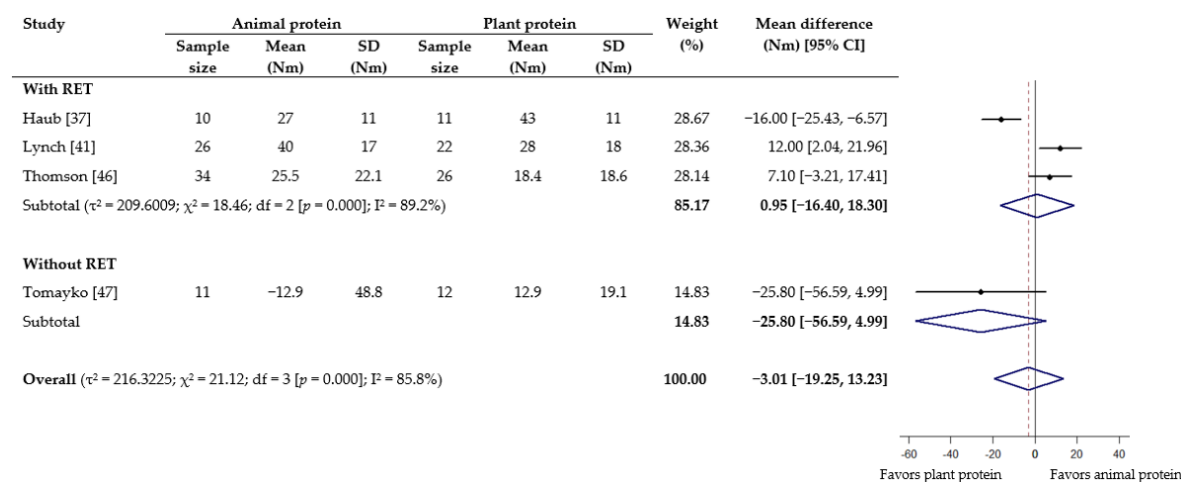 Study Animal protein Plant protein Weight Mean difference
Sample Mean SD Sample Mean SD (%) (Nm) [95% CI]
size (Nm) (Nm) size (Nm) (Nm)
With RET
Haub [37] 10 27 11 11 43 11 28.67 −16.00 [−25.43, −6.57]
Lynch [41] 26 40 17 22 28 18 28.36 12.00 [2.04, 21.96]
Thomson [46] 34 25.5 22.1 26 18.4 18.6 28.14 7.10 [−3.21, 17.41]
Subtotal (τ² = 209.6009; χ² = 18.46; df = 2 [p = 0.000]; I² = 89.2%) 85.17 0.95 [−16.40, 18.30]
Without RET
Tomayko [47] 11 −12.9 48.8 12 12.9 19.1 14.83 −25.80 [−56.59, 4.99]
Subtotal 14.83 −25.80 [−56.59, 4.99]
Overall (τ² = 216.3225; χ² = 21.12; df = 3 [p = 0.000]; I² = 85.8%) 100.00 −3.01 [−19.25, 13.23]
-60 -40 -20 0 20 40
Favors plant protein Favors animal protein